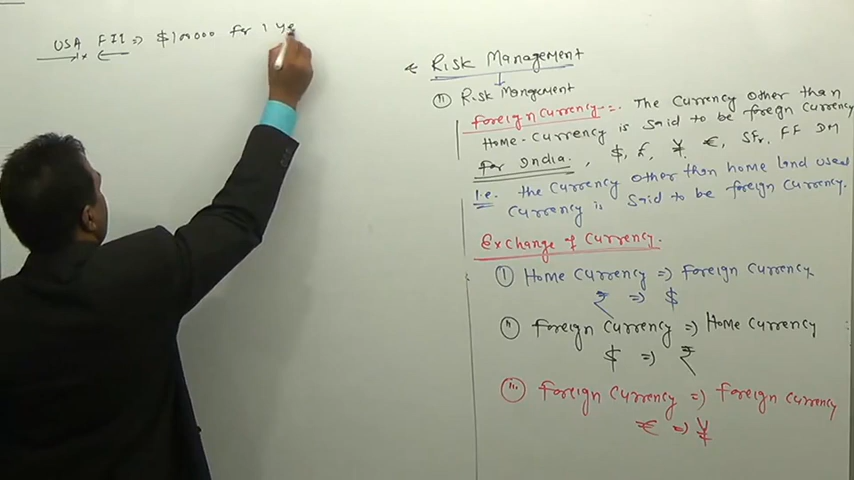 USA FII => $100000 for 1 Ye
Risk Management
(ii) Risk Mangement
Foreign Currency :-. The Currency other than
Home-Currency is said to be foreign Currency
for India. , $, £, ¥, €, SFr, FF DM
i.e. the Currency other than home land used
Currency is said to be foreign Currency.
Exchange of Currency.
(i) Home Currency => Foreign Currency
₹ => $
(ii) Foreign Currency => Home Currency
$ => ₹
(iii) Foreign Currency => Foreign Currency
€ => ¥